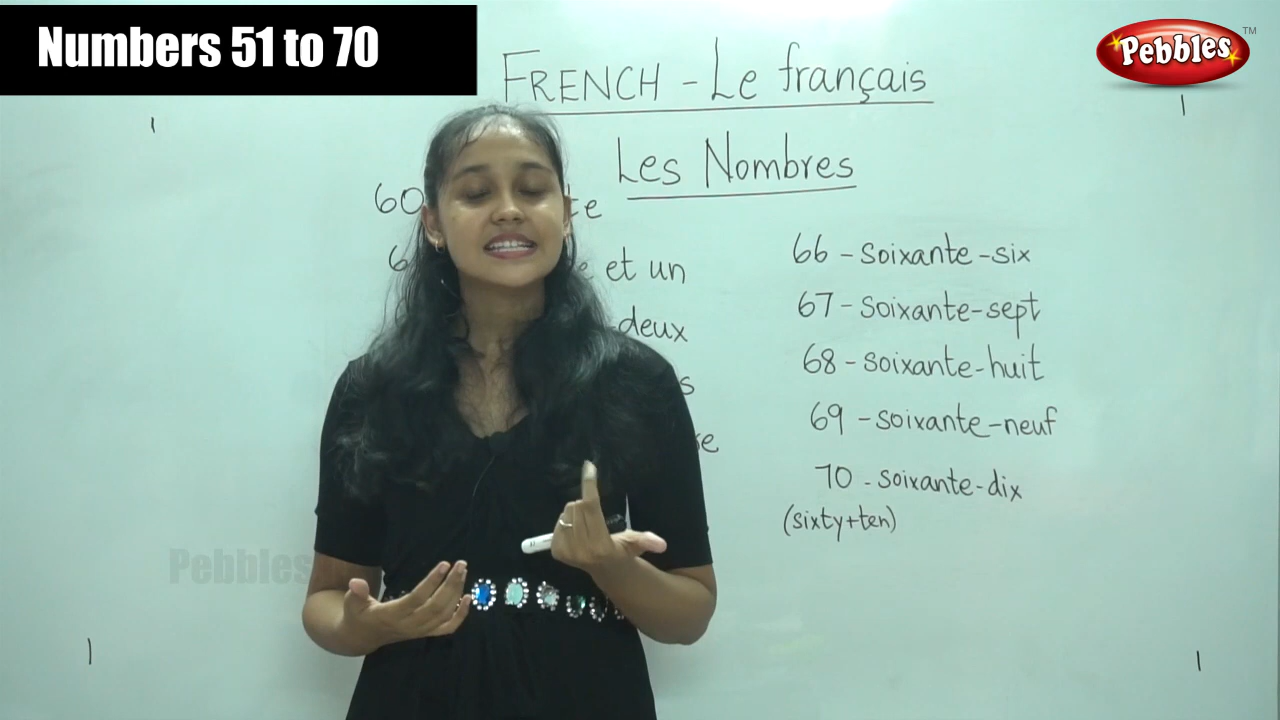 Numbers 51 to 70
Pebbles TM
FRENCH - Le français
Les Nombres
60
et un
-deux
66 - soixante-six
67 - soixante-sept
68 - soixante-huit
69 - soixante-neuf
70 - soixante-dix
(sixty+ten)
Pebbles